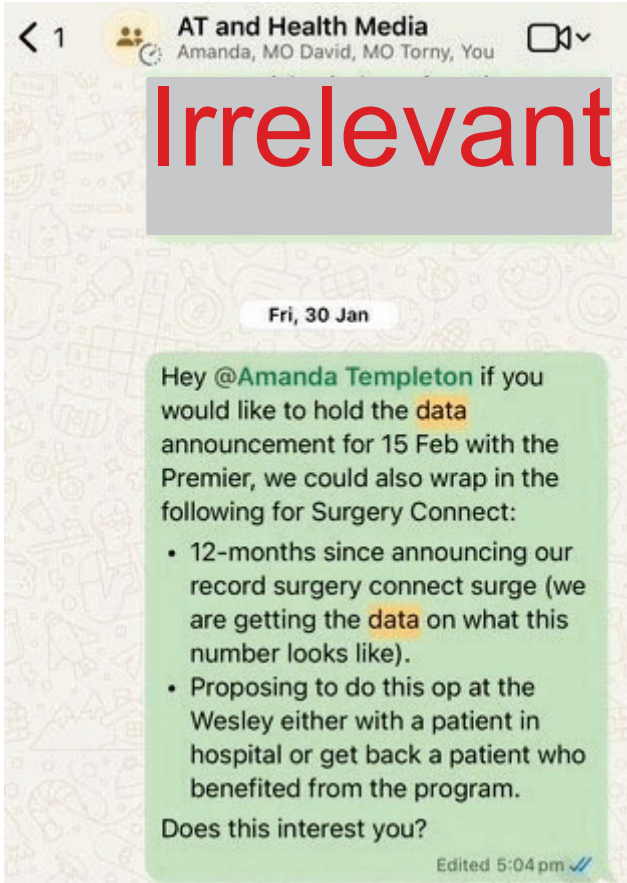 1
AT and Health Media
Amanda, MO David, MO Torny, You
Irrelevant
Fri, 30 Jan
Hey @Amanda Templeton if you
would like to hold the data
announcement for 15 Feb with the
Premier, we could also wrap in the
following for Surgery Connect:
• 12-months since announcing our
record surgery connect surge (we
are getting the data on what this
number looks like).
• Proposing to do this op at the
Wesley either with a patient in
hospital or get back a patient who
benefited from the program.
Does this interest you?
Edited 5:04 pm